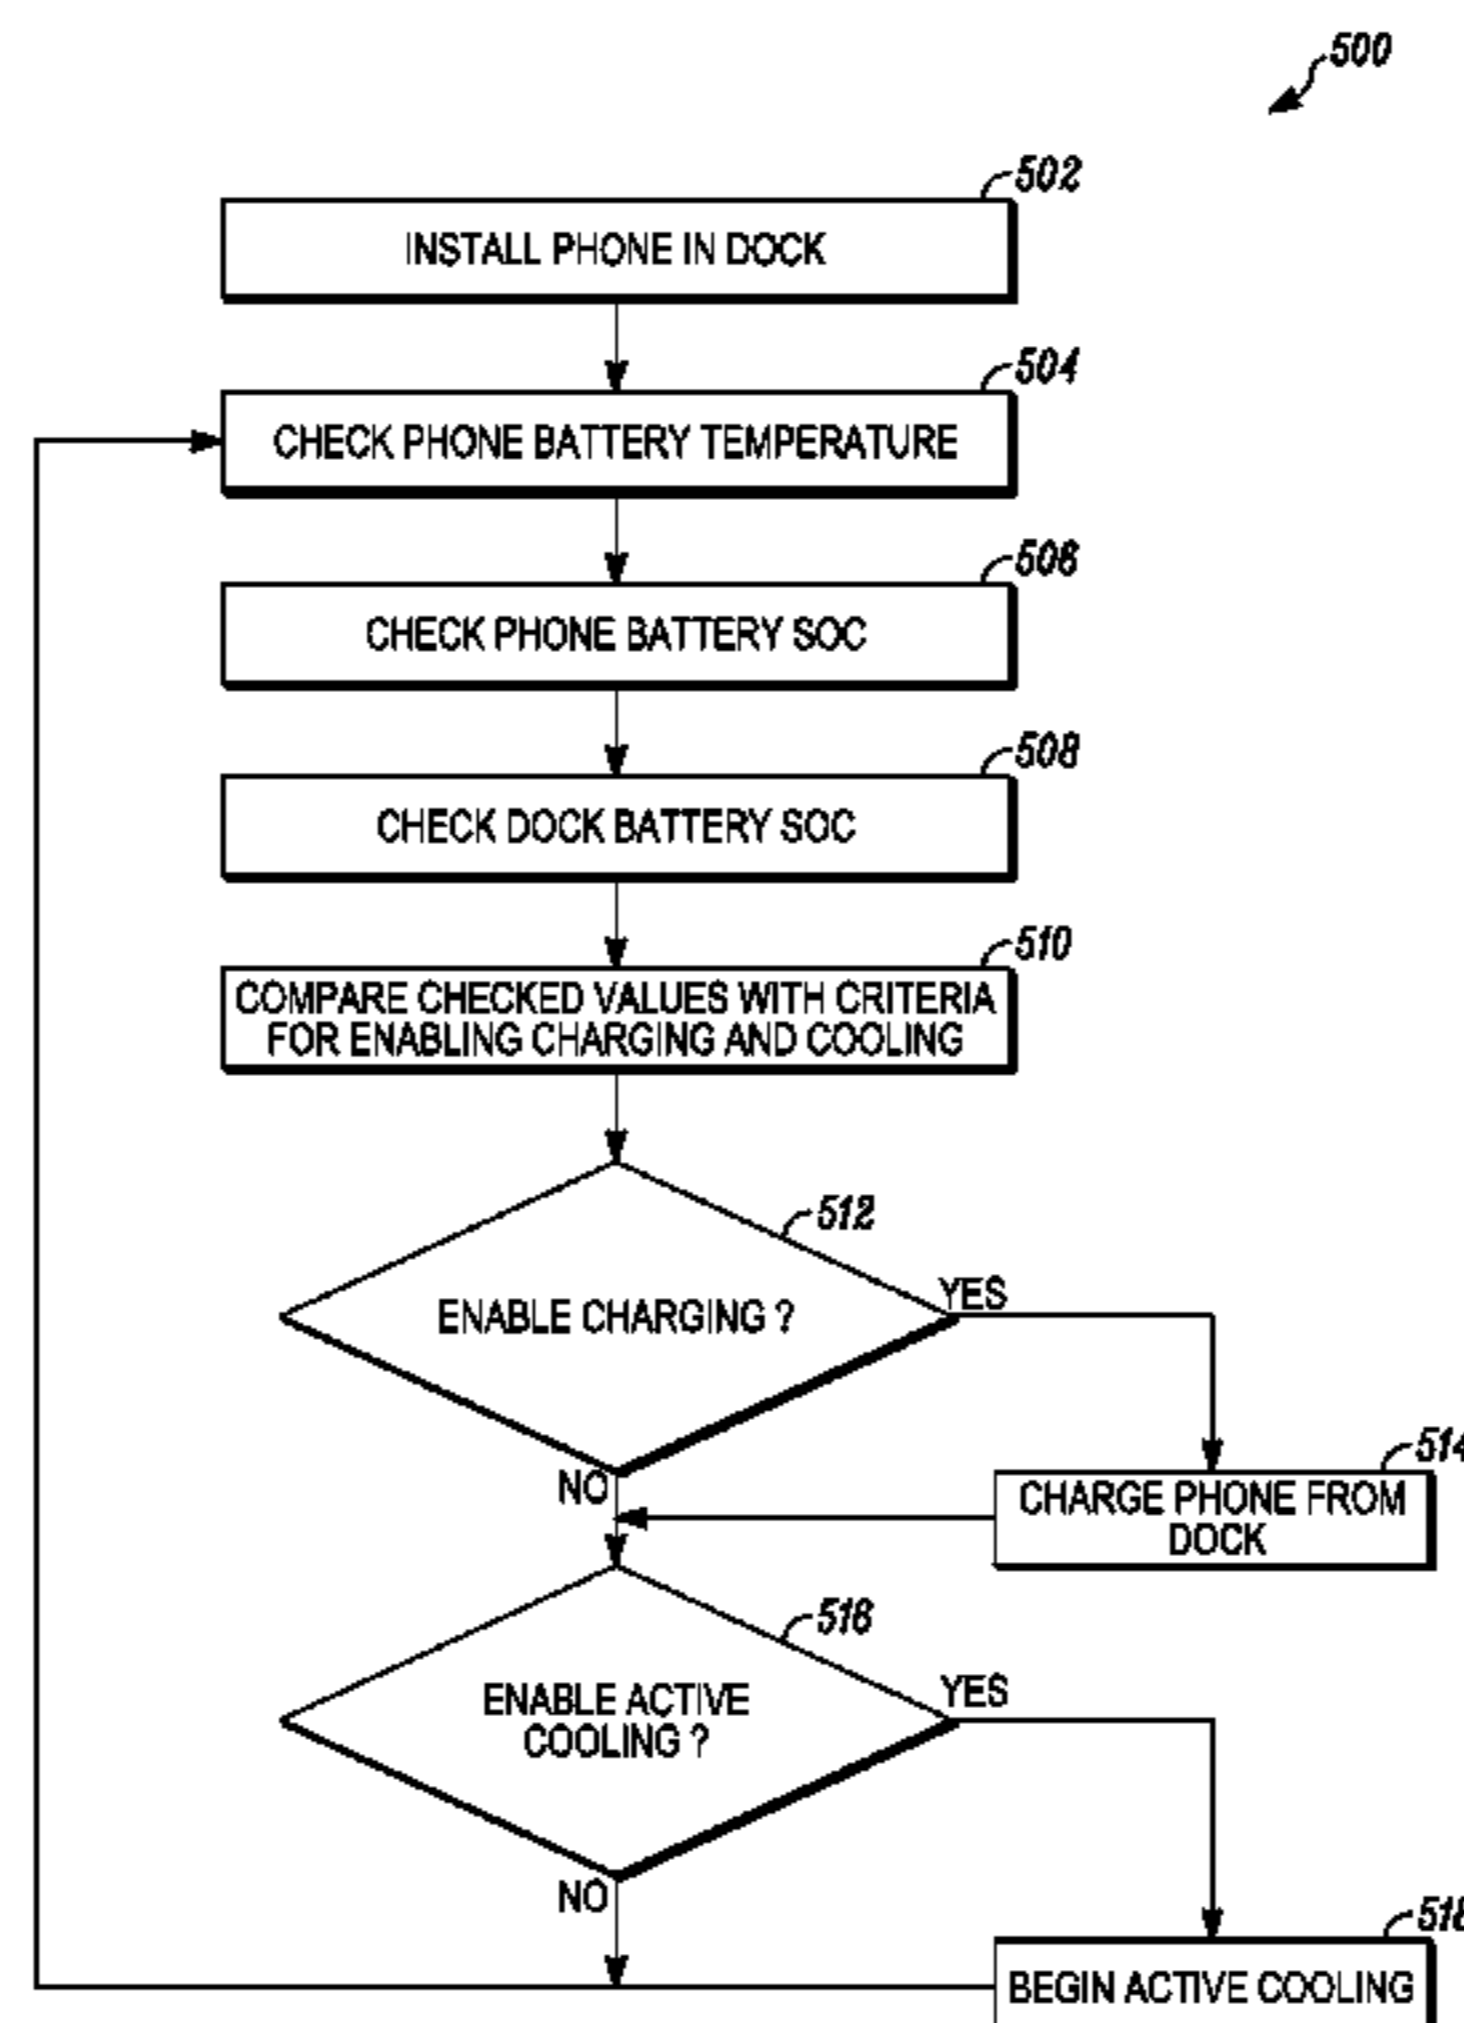 500
502
INSTALL PHONE IN DOCK
504
CHECK PHONE BATTERY TEMPERATURE
506
CHECK PHONE BATTERY SOC
508
CHECK DOCK BATTERY SOC
510
COMPARE CHECKED VALUES WITH CRITERIA
FOR ENABLING CHARGING AND COOLING
512
ENABLE CHARGING ?
YES
NO
514
CHARGE PHONE FROM
DOCK
516
ENABLE ACTIVE
COOLING ?
YES
NO
518
BEGIN ACTIVE COOLING